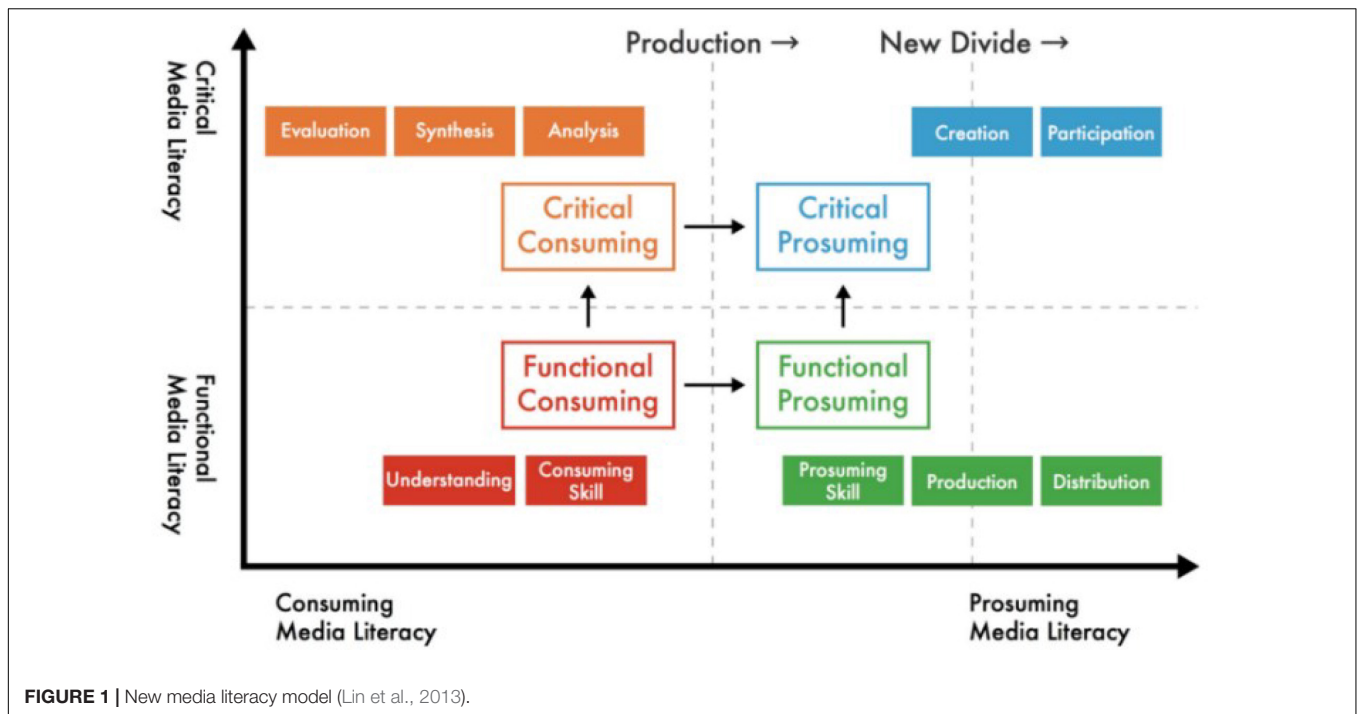 Production → New Divide →
Critical
Media Literacy
Evaluation Synthesis Analysis
Creation Participation
Critical
Consuming
Critical
Prosuming
Functional
Media Literacy
Functional
Consuming
Functional
Prosuming
Understanding
Consuming
Skill
Prosuming
Skill
Production Distribution
Consuming
Media Literacy
Prosuming
Media Literacy
FIGURE 1 | New media literacy model (Lin et al., 2013).